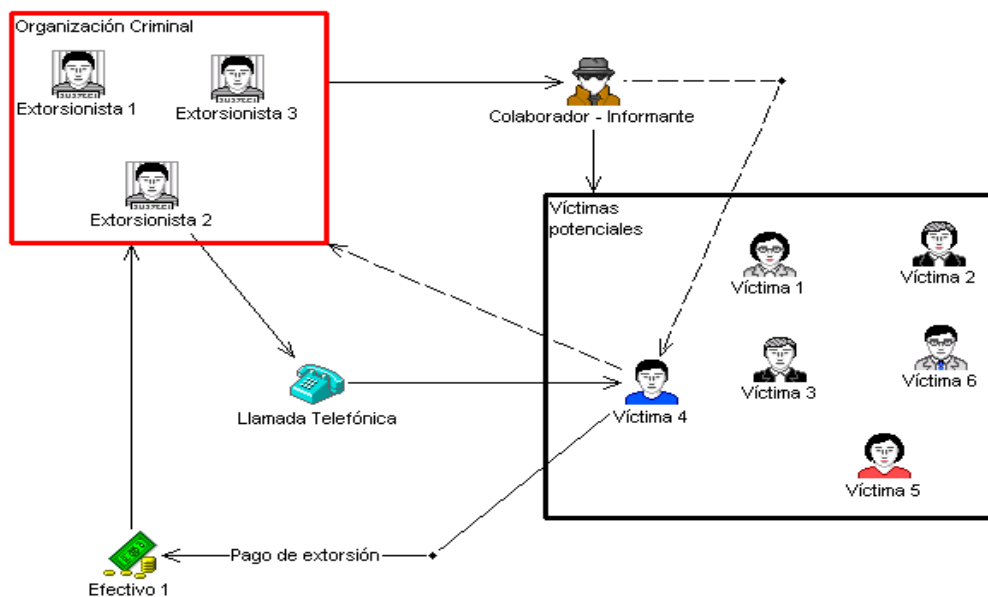 Organización Criminal
Extorsionista 1
Extorsionista 3
Extorsionista 2
Colaborador - Informante
Víctimas
potenciales
Víctima 1
Víctima 2
Víctima 3
Víctima 6
Víctima 4
Víctima 5
Llamada Telefónica
Pago de extorsión
Efectivo 1